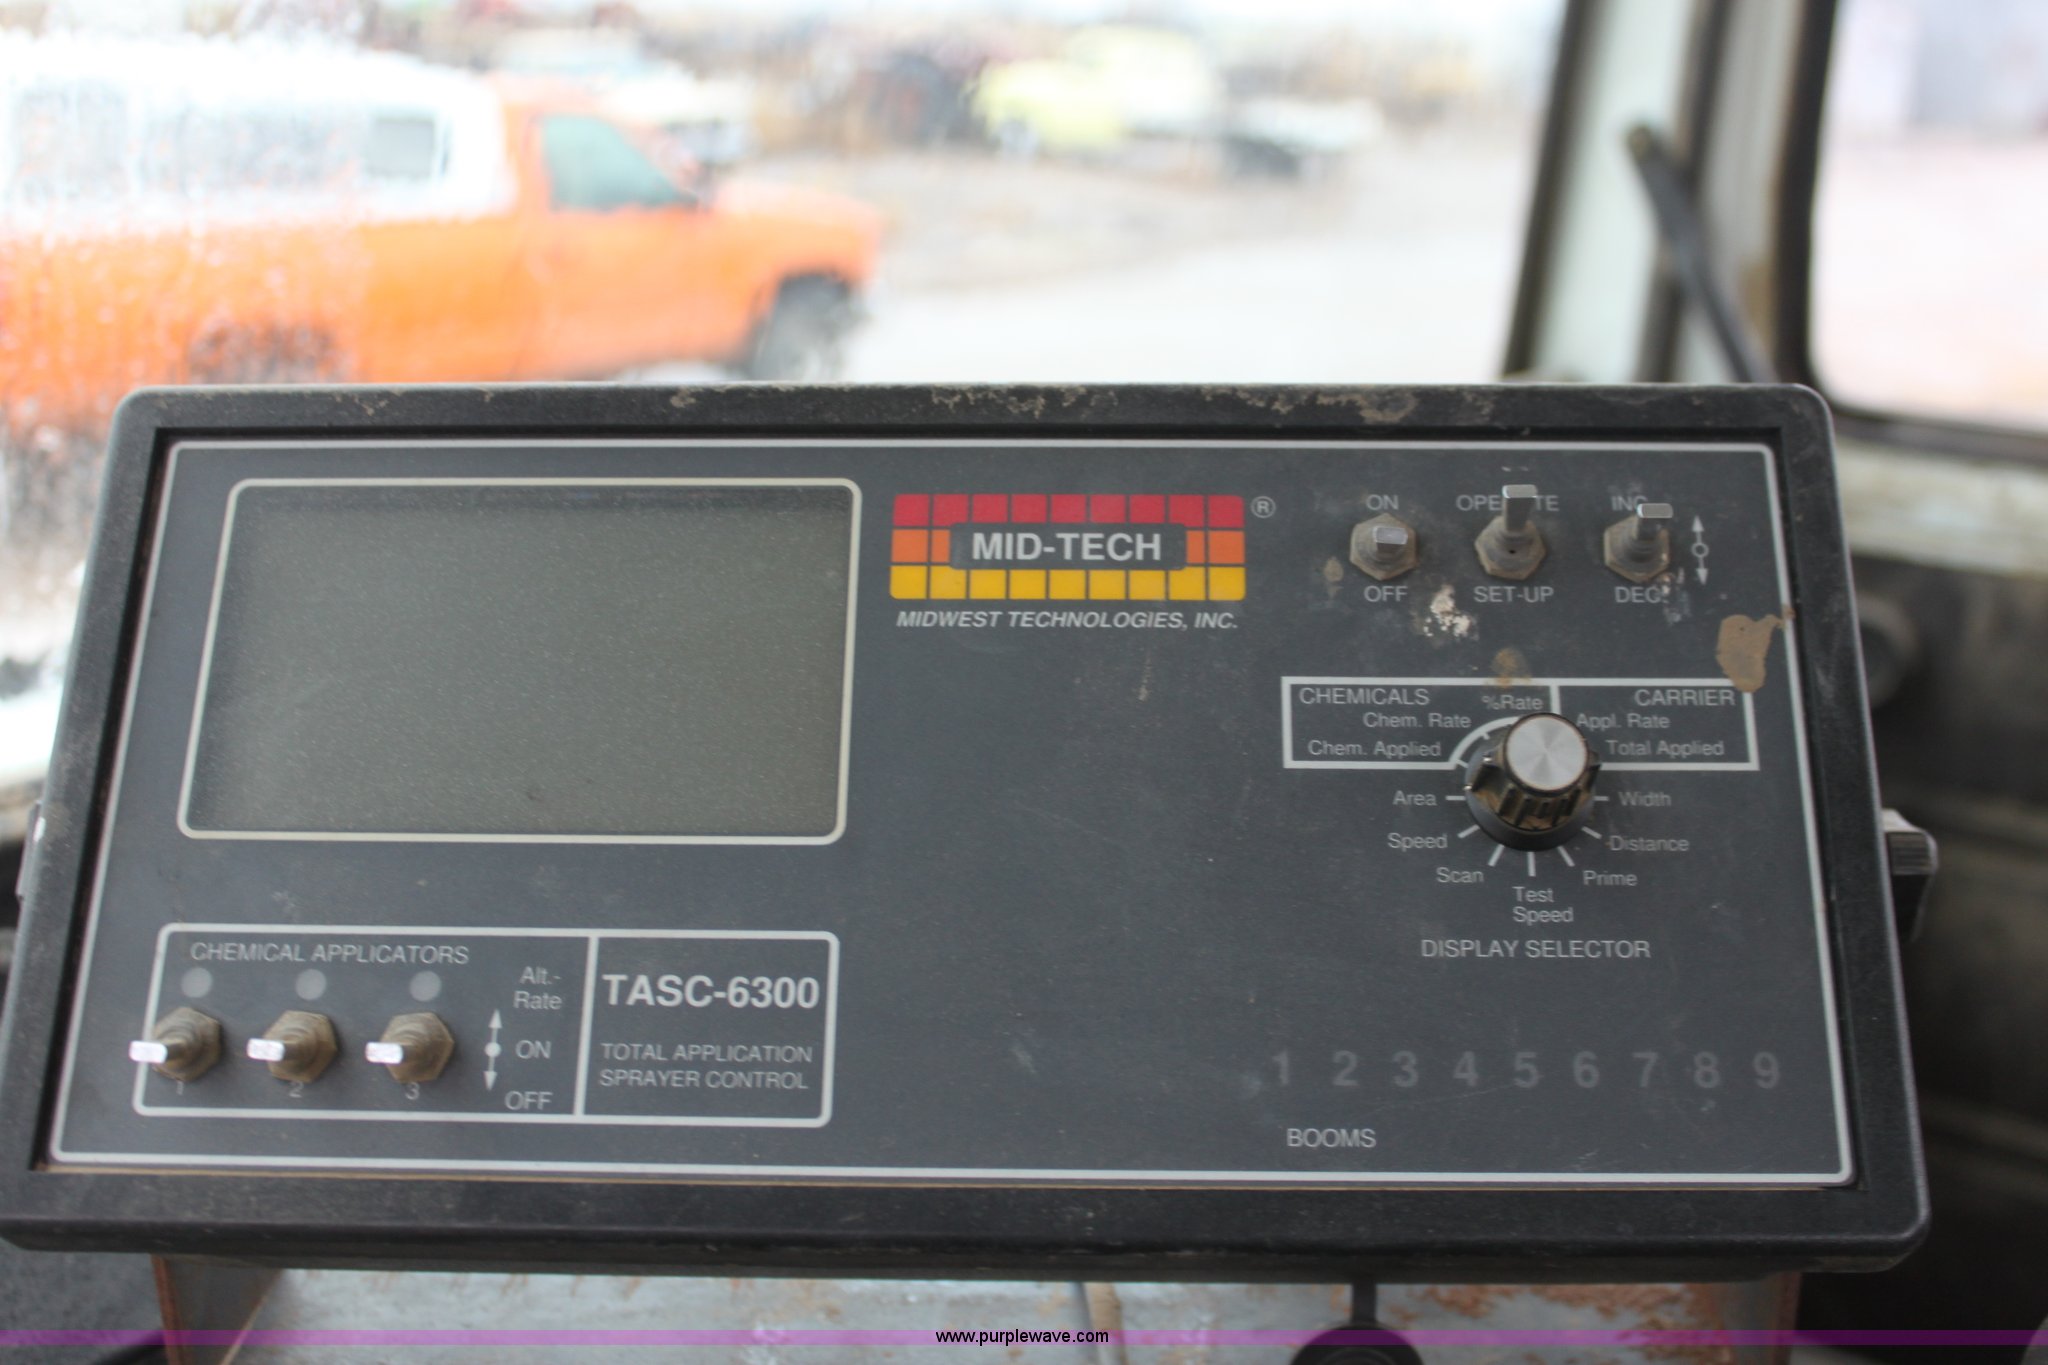 MID-TECH ®
MIDWEST TECHNOLOGIES, INC.
ON
OFF
SET-UP
CHEMICALS
%Rate
Chem. Rate
Chem. Applied
CARRIER
Appl. Rate
Total Applied
Area
Speed
Scan
Test
Speed
Prime
Distance
Width
DISPLAY SELECTOR
CHEMICAL APPLICATORS
1 2 3
Alt.-
Rate
ON
OFF
TASC-6300
TOTAL APPLICATION
SPRAYER CONTROL
1 2 3 4 5 6 7 8 9
BOOMS
www.purplewave.com